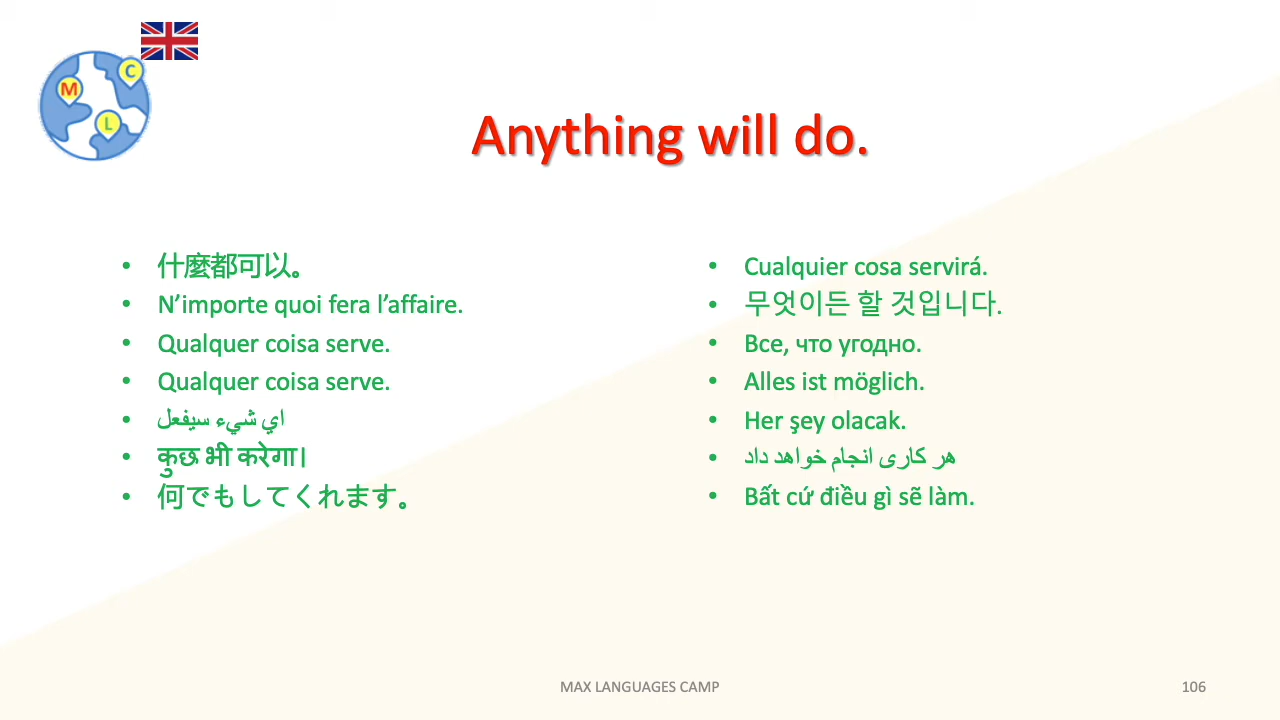 M
C
L
Anything will do.
• 什麼都可以。
• N’importe quoi fera l’affaire.
• Qualquer coisa serve.
• Qualquer coisa serve.
• اي شيء سيفعل
• कुछ भी करेगा।
• 何でもしてくれます。
• Cualquier cosa servirá.
• 무엇이든 할 것입니다.
• Все, что угодно.
• Alles ist möglich.
• Her şey olacak.
• هر کاری انجام خواهد داد
• Bất cứ điều gì sẽ làm.
MAX LANGUAGES CAMP
106